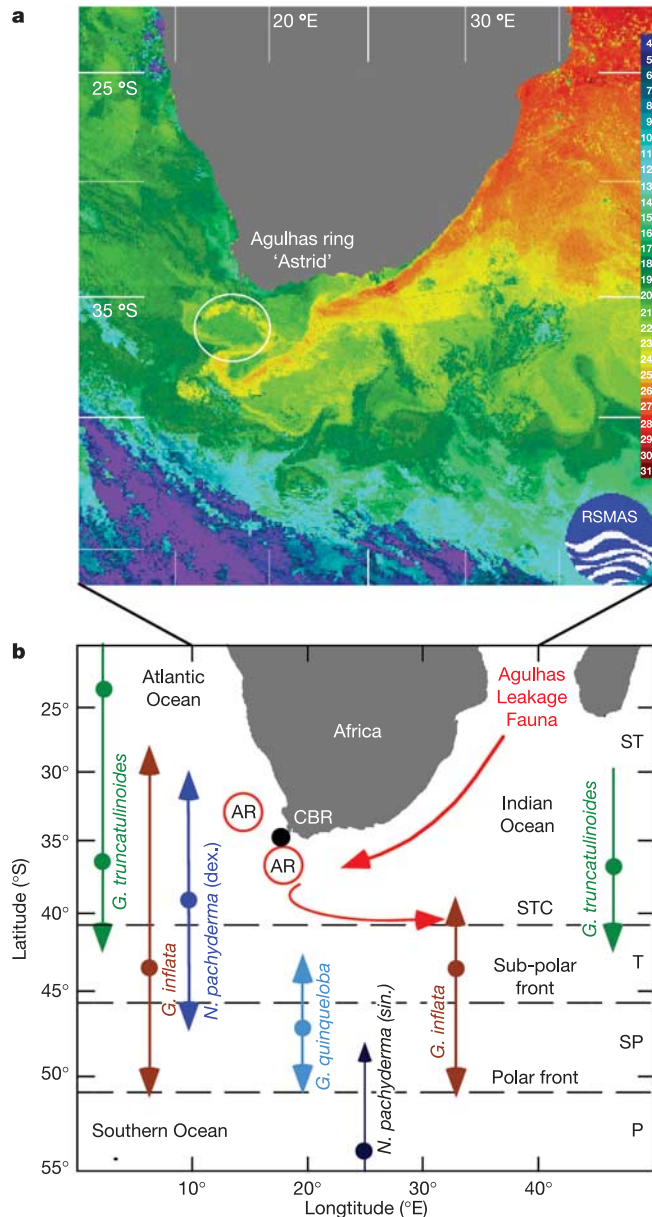 a
20 ºE
30 ºE
25 ºS
Agulhas ring
'Astrid'
35 ºS
4
5
6
7
8
9
10
11
12
13
14
15
16
17
18
19
20
21
22
23
24
25
26
27
28
29
30
31
RSMAS
b
Atlantic
Ocean
Agulhas
Leakage
Fauna
Africa
ST
AR
CBR
AR
Indian
Ocean
STC
T
Sub-polar
front
SP
Polar front
Southern Ocean
P
G. truncatulinoides
G. inflata
N. pachyderma (dex.)
G. quinqueloba
N. pachyderma (sin.)
G. inflata
G. truncatulinoides
Latitude (°S)
25°
30°
35°
40°
45°
50°
55°
10°
20°
30°
40°
Longtitude (°E)